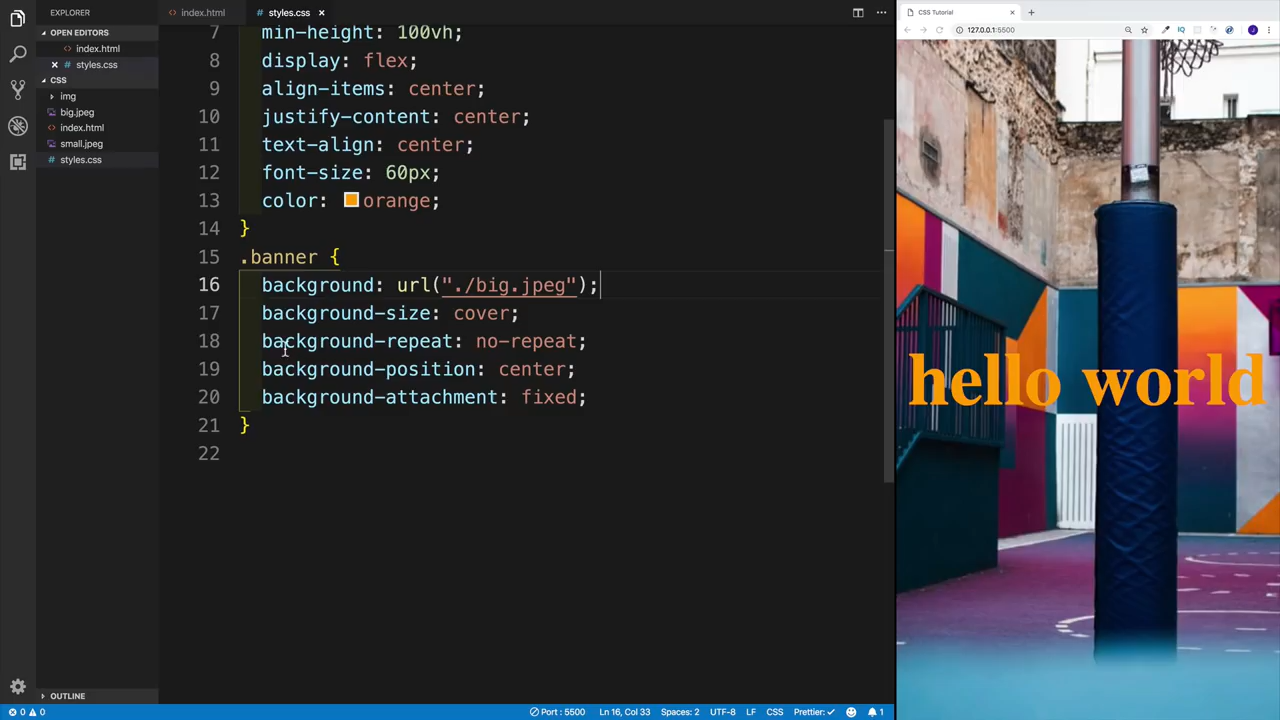 EXPLORER
OPEN EDITORS
index.html
styles.css
CSS
img
big.jpeg
index.html
small.jpeg
styles.css
OUTLINE
index.html
styles.css
7 min-height: 100vh;
8 display: flex;
9 align-items: center;
10 justify-content: center;
11 text-align: center;
12 font-size: 60px;
13 color: orange;
14 }
15 .banner {
16 background: url("./big.jpeg");
17 background-size: cover;
18 background-repeat: no-repeat;
19 background-position: center;
20 background-attachment: fixed;
21 }
22
0 0
Port : 5500
Ln 16, Col 33
Spaces: 2
UTF-8
LF
CSS
Prettier: ✓
1
CSS Tutorial
127.0.0.1:5500
IQ
J
hello world